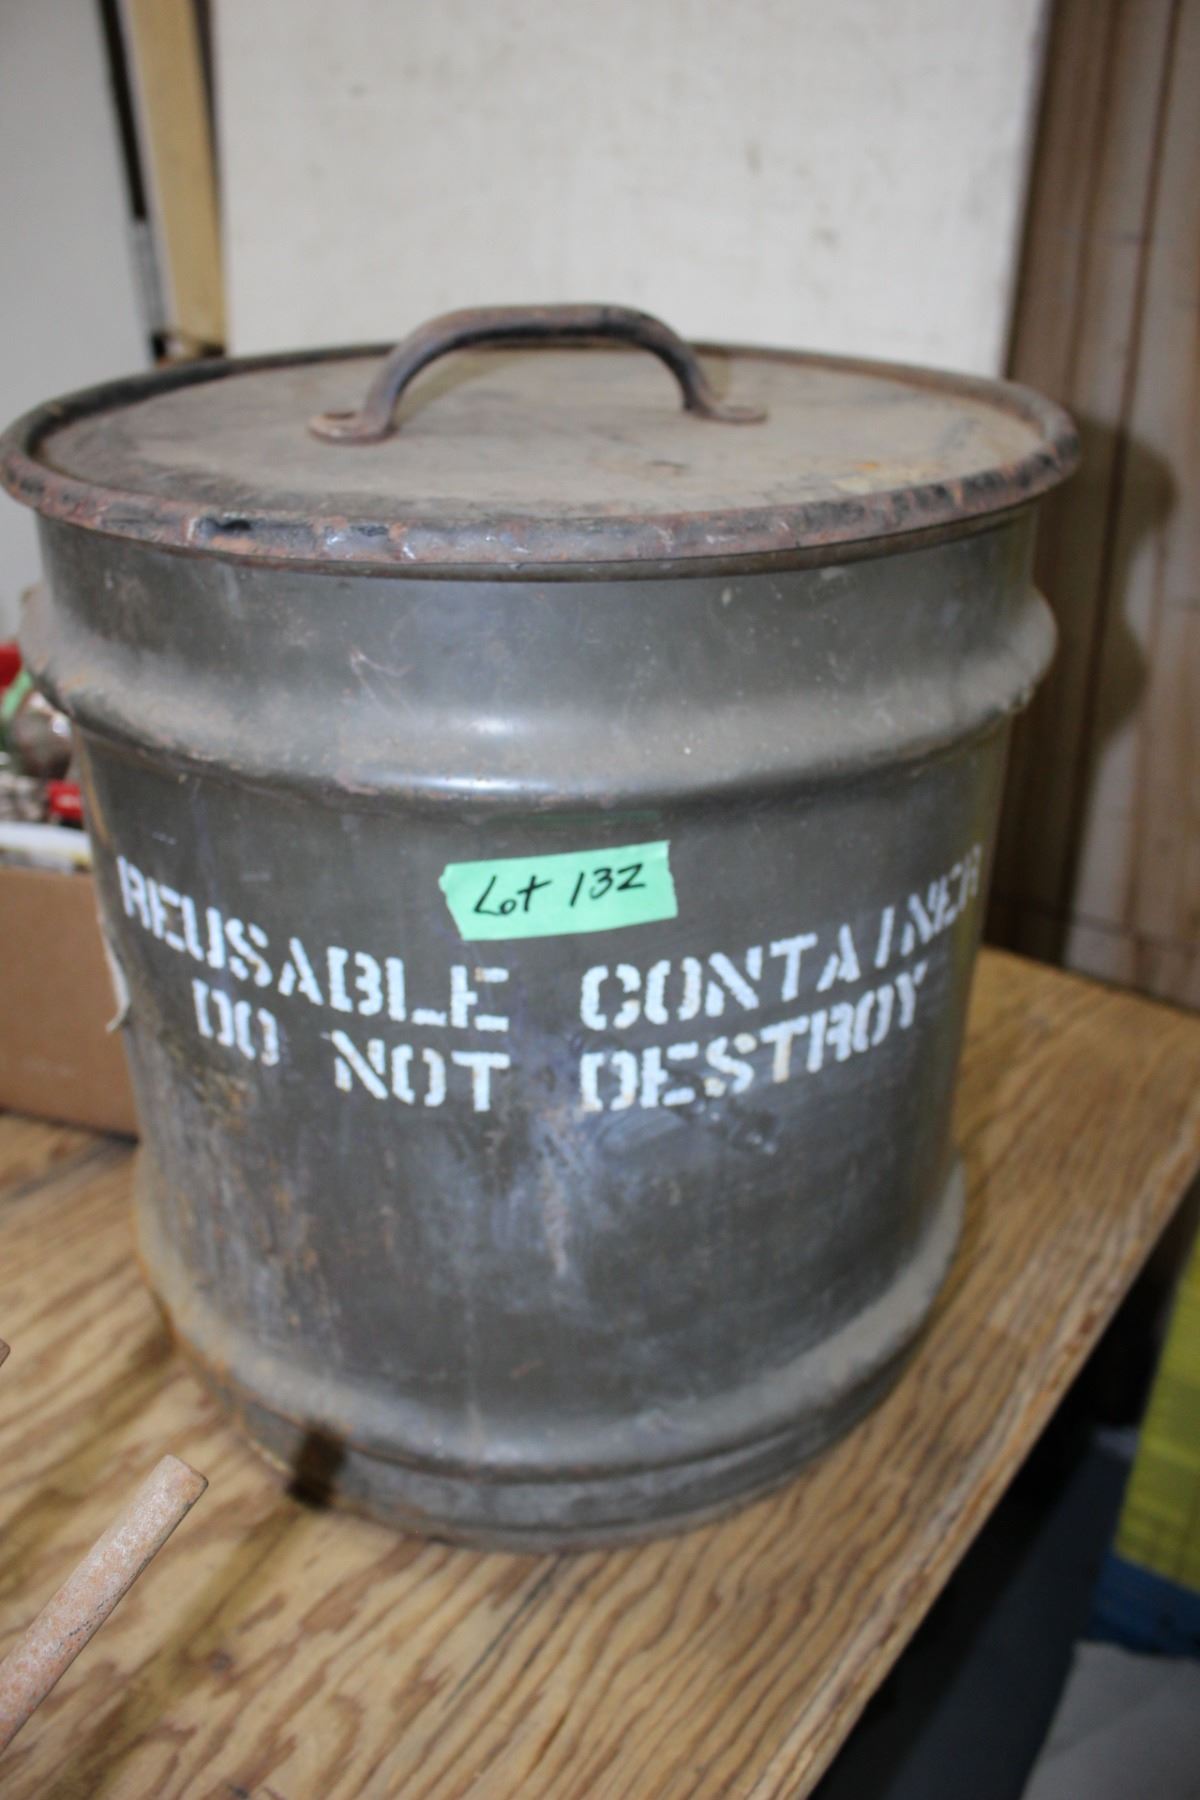 Lot 132
REUSABLE CONTAINER
DO NOT DESTROY